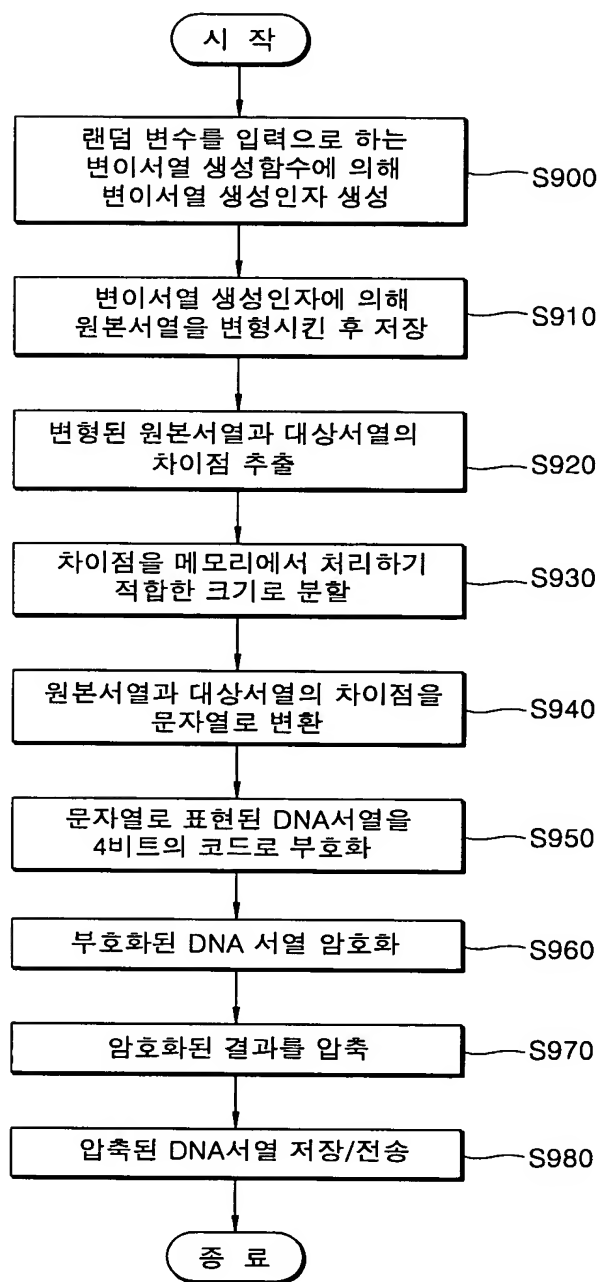 시 작
랜덤 변수를 입력으로 하는
변이서열 생성함수에 의해
변이서열 생성인자 생성
S900
변이서열 생성인자에 의해
원본서열을 변형시킨 후 저장
S910
변형된 원본서열과 대상서열의
차이점 추출
S920
차이점을 메모리에서 처리하기
적합한 크기로 분할
S930
원본서열과 대상서열의 차이점을
문자열로 변환
S940
문자열로 표현된 DNA서열을
4비트의 코드로 부호화
S950
부호화된 DNA 서열 암호화
S960
암호화된 결과를 압축
S970
압축된 DNA서열 저장/전송
S980
종 료